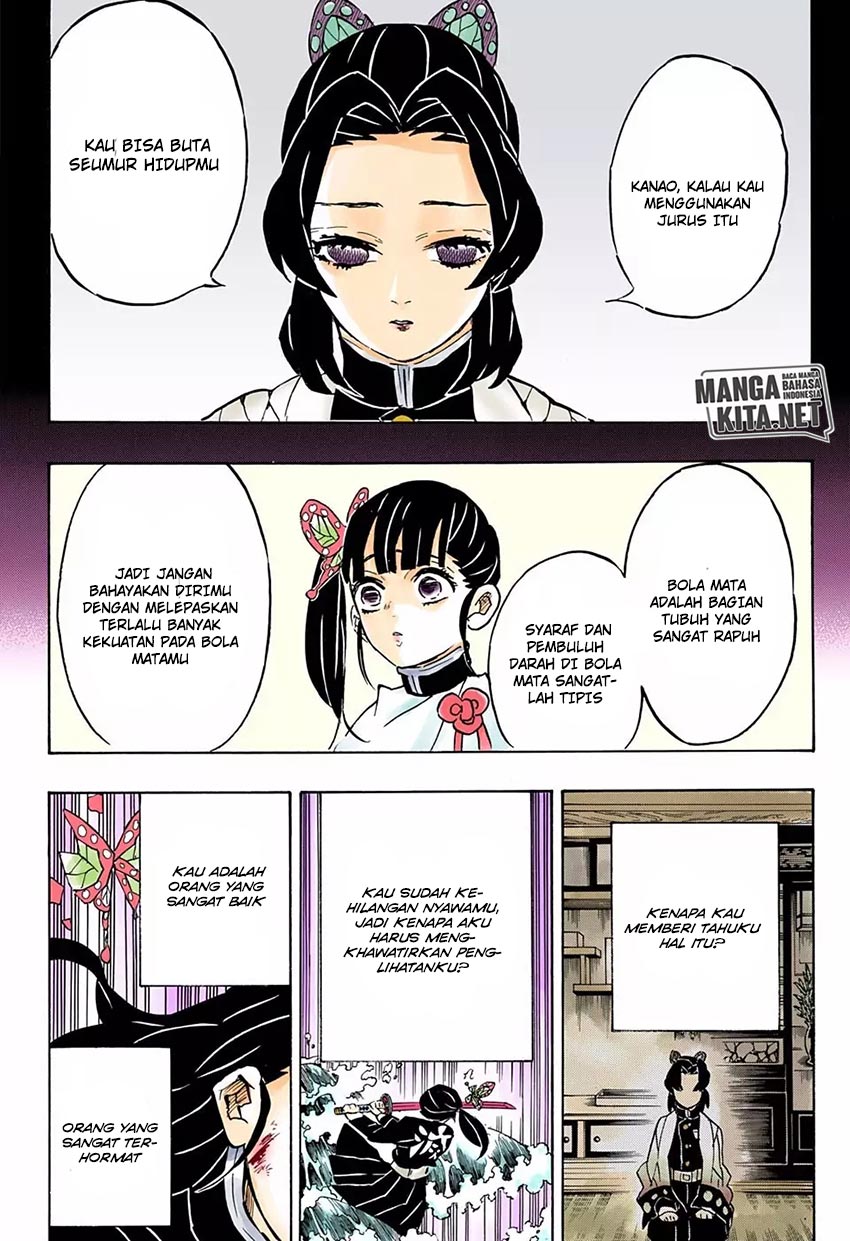 KANAO, KALAU KAU
MENGGUNAKAN
JURUS ITU
KAU BISA BUTA
SEUMUR HIDUPMU
MANGA
KITA.NET
BACA MANGA
BAHASA
INDONESIA
BOLA MATA
ADALAH BAGIAN
TUBUH YANG
SANGAT RAPUH
SYARAF DAN
PEMBULUH
DARAH DI BOLA
MATA SANGAT-
LAH TIPIS
JADI JANGAN
BAHAYAKAN DIRIMU
DENGAN MELEPASKAN
TERLALU BANYAK
KEKUATAN PADA BOLA
MATAMU
KENAPA KAU
MEMBERI TAHUKU
HAL ITU?
KAU SUDAH KE-
HILANGAN NYAWAMU,
JADI KENAPA AKU
HARUS MENG-
KHAWATIRKAN PENG-
LIHATANKU?
KAU ADALAH
ORANG YANG
SANGAT BAIK
ORANG YANG
SANGAT TER-
HORMAT